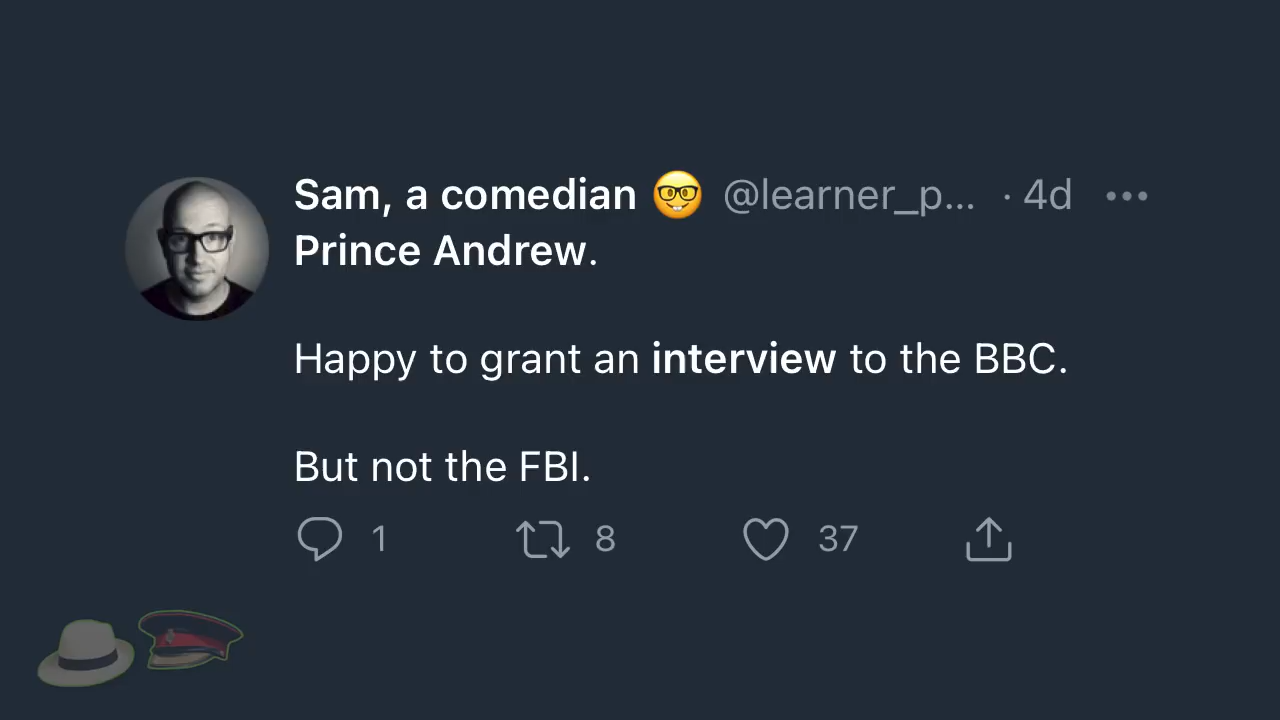 Sam, a comedian 🤓 @learner_p... · 4d
Prince Andrew.
Happy to grant an interview to the BBC.
But not the FBI.
1 8 37